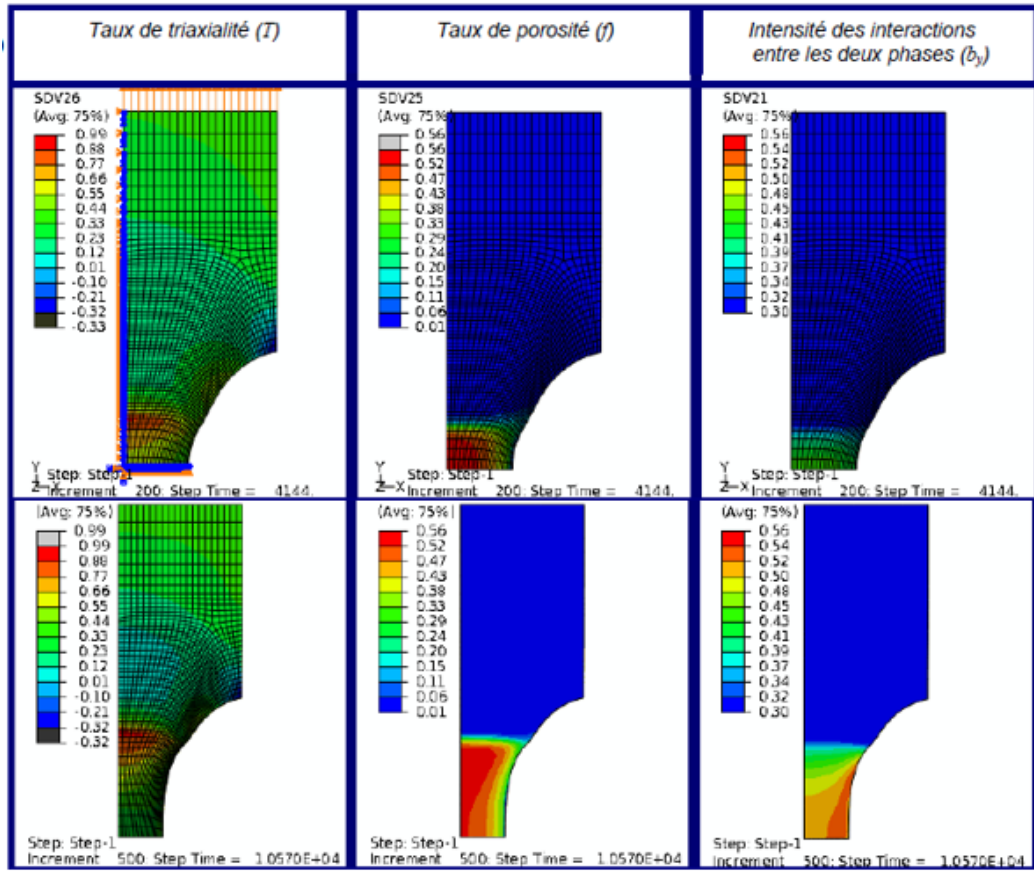 Taux de triaxialité (T)
Taux de porosité (f)
Intensité des interactions
entre les deux phases (by)
SDV26
(Avg: 75%)
0.99
0.88
0.77
0.66
0.55
0.44
0.33
0.23
0.12
0.01
-0.10
-0.21
-0.32
-0.33
Y
Z X
Step: Step-1
Increment 200: Step Time = 4144.
SDV25
(Avg: 75%)
0.56
0.56
0.52
0.47
0.43
0.38
0.33
0.29
0.24
0.20
0.15
0.11
0.06
0.01
Y
Z X
Step: Step-1
Increment 200: Step Time = 4144.
SDV21
(Avg: 75%)
0.56
0.54
0.52
0.50
0.48
0.45
0.43
0.41
0.39
0.37
0.34
0.32
0.30
Y
Z X
Step: Step-1
Increment 200: Step Time = 4144.
(Avg: 75%)
0.99
0.99
0.88
0.77
0.66
0.55
0.44
0.33
0.23
0.12
0.01
-0.10
-0.21
-0.32
-0.32
Step: Step-1
Increment 500: Step Time = 1.0570E+04
(Avg: 75%)
0.56
0.52
0.47
0.43
0.38
0.33
0.29
0.24
0.20
0.15
0.11
0.06
0.01
Step: Step-1
Increment 500: Step Time = 1.0570E+04
(Avg: 75%)
0.56
0.54
0.52
0.50
0.48
0.45
0.43
0.41
0.39
0.37
0.34
0.32
0.30
Step: Step-1
Increment 500: Step Time = 1.0570E+04